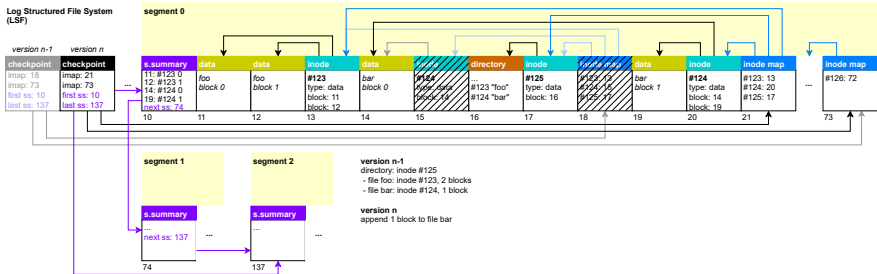 Log Structured File System
(LSF)
segment 0
version n-1
version n
checkpoint
imap: 18
imap: 73
first ss: 10
last ss: 137
checkpoint
imap: 21
imap: 73
first ss: 10
last ss: 137
...
s.summary
11: #123 0
12: #123 1
14: #124 0
19: #124 1
next ss: 74
10
data
foo
block 0
11
data
foo
block 1
12
inode
#123
type: data
block: 11
block: 12
13
data
bar
block 0
14
inode
#124
type: data
block: 14
15
directory
...
#123 "foo"
#124 "bar"
16
inode
#125
type: data
block: 16
17
inode map
#123: 13
#124: 15
#125: 17
18
data
bar
block 1
19
inode
#124
type: data
block: 14
block: 19
20
inode map
#123: 13
#124: 20
#125: 17
21
...
inode map
#126: 72
73
segment 1
s.summary
...
next ss: 137
74
...
segment 2
s.summary
...
137
...
version n-1
directory: inode #125
- file foo: inode #123, 2 blocks
- file bar: inode #124, 1 block
version n
append 1 block to file bar